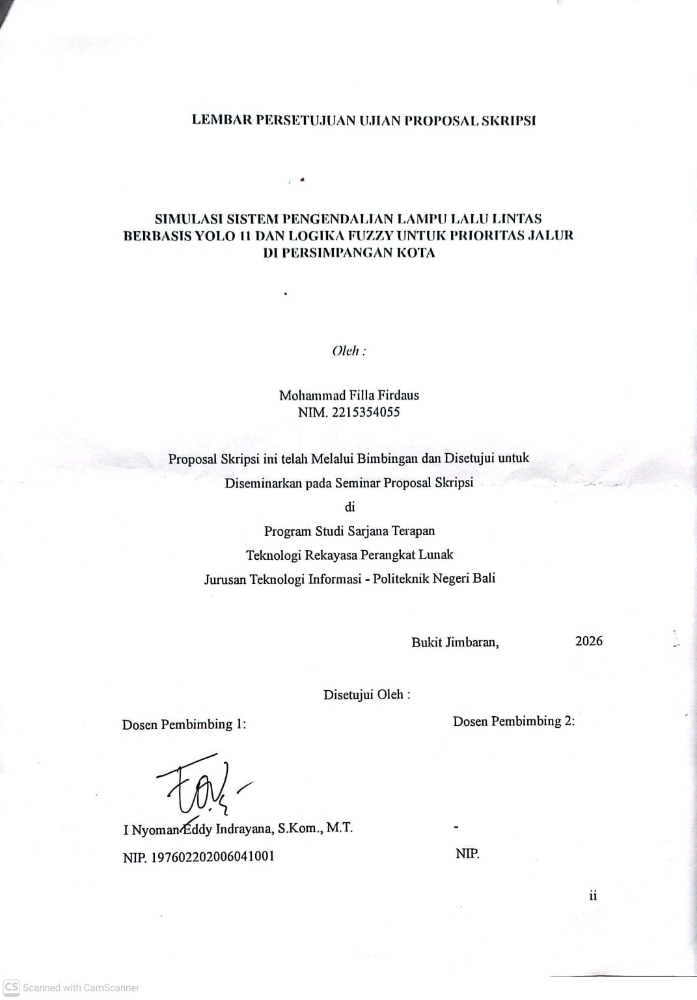 LEMBAR PERSETUJUAN UJIAN PROPOSAL SKRIPSI
SIMULASI SISTEM PENGENDALIAN LAMPU LALU LINTAS
BERBASIS YOLO 11 DAN LOGIKA FUZZY UNTUK PRIORITAS JALUR
DI PERSIMPANGAN KOTA
Oleh :
Mohammad Filla Firdaus
NIM. 2215354055
Proposal Skripsi ini telah Melalui Bimbingan dan Disetujui untuk
Diseminarkan pada Seminar Proposal Skripsi
di
Program Studi Sarjana Terapan
Teknologi Rekayasa Perangkat Lunak
Jurusan Teknologi Informasi - Politeknik Negeri Bali
Bukit Jimbaran, 2026
Disetujui Oleh :
Dosen Pembimbing 1: Dosen Pembimbing 2:
I Nyoman Eddy Indrayana, S.Kom., M.T. -
NIP. 197602202006041001 NIP.
ii
CS Scanned with CamScanner